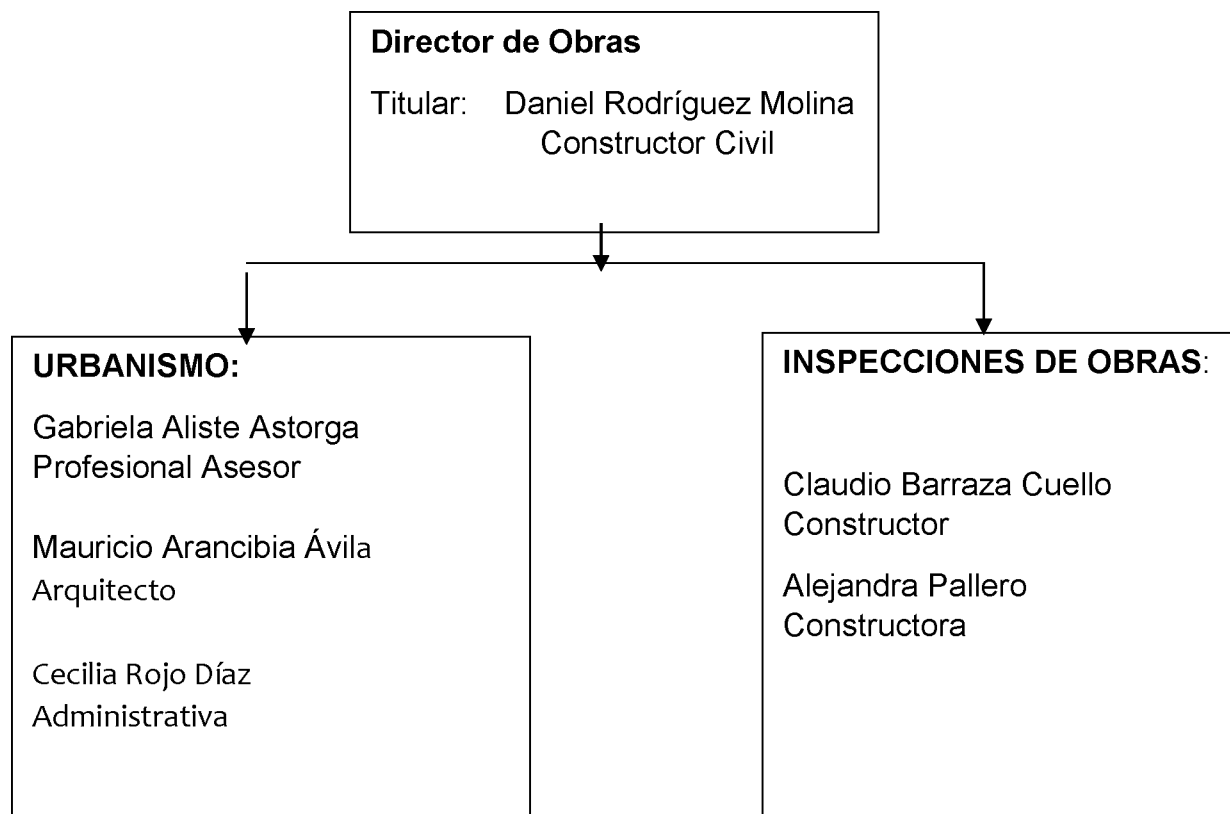 Director de Obras
Titular: Daniel Rodríguez Molina
Constructor Civil
URBANISMO:
Gabriela Aliste Astorga
Profesional Asesor
Mauricio Arancibia Ávila
Arquitecto
Cecilia Rojo Díaz
Administrativa
INSPECCIONES DE OBRAS:
Claudio Barraza Cuello
Constructor
Alejandra Pallero
Constructora